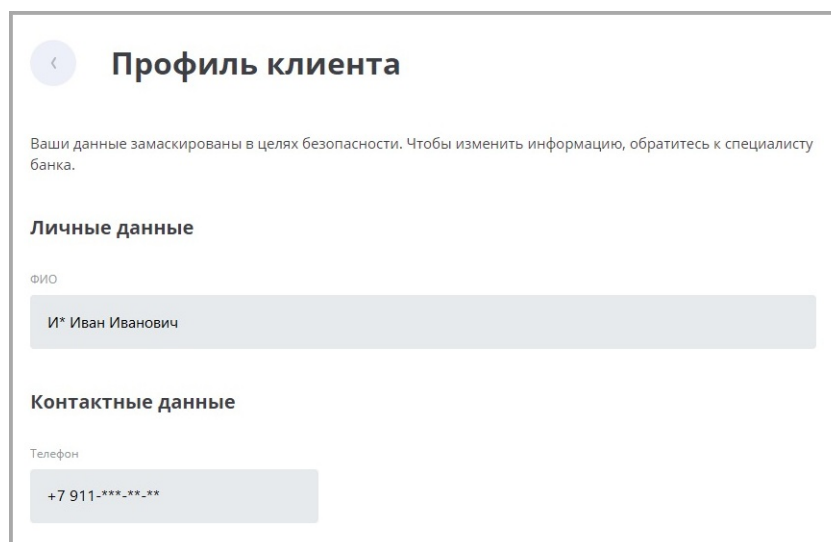 Профиль клиента
Ваши данные замаскированы в целях безопасности. Чтобы изменить информацию, обратитесь к специалисту
банка.
Личные данные
ФИО
И* Иван Иванович
Контактные данные
Телефон
+7 911-***-**-**